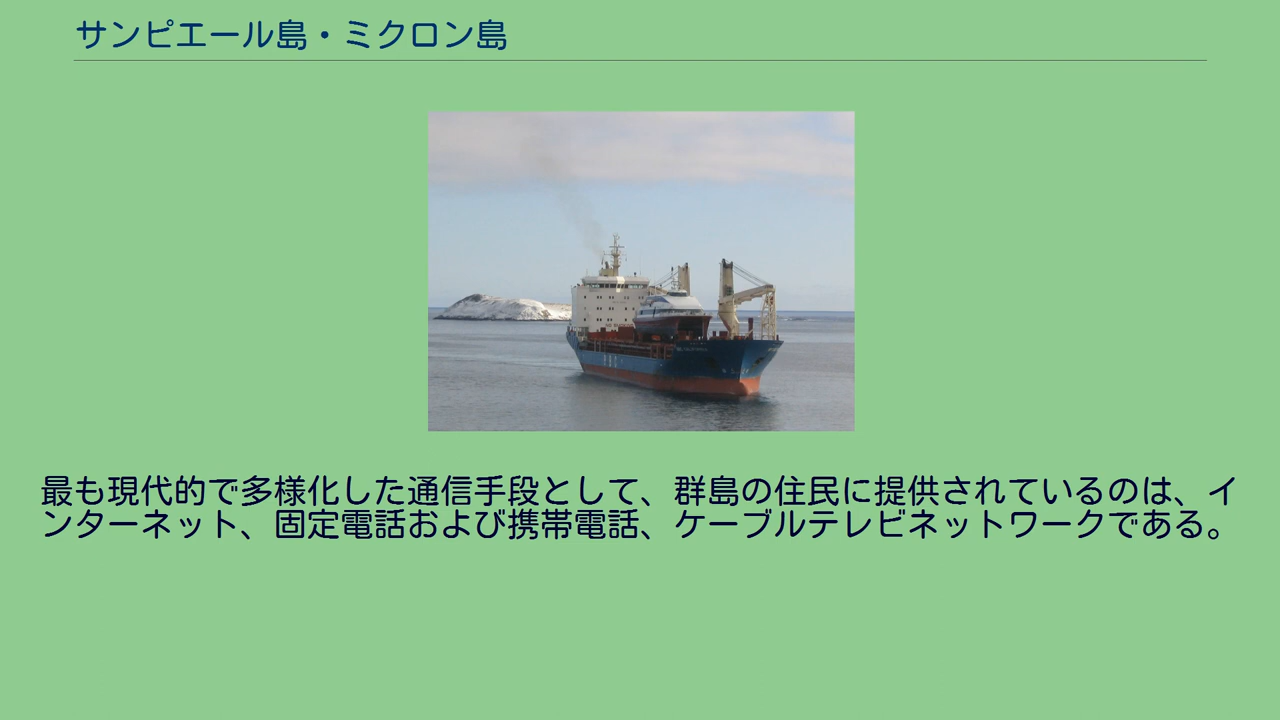 サンピエール島・ミクロン島
最も現代的で多様化した通信手段として、群島の住民に提供されているのは、イ
ンターネット、固定電話および携帯電話、ケーブルテレビネットワークである。